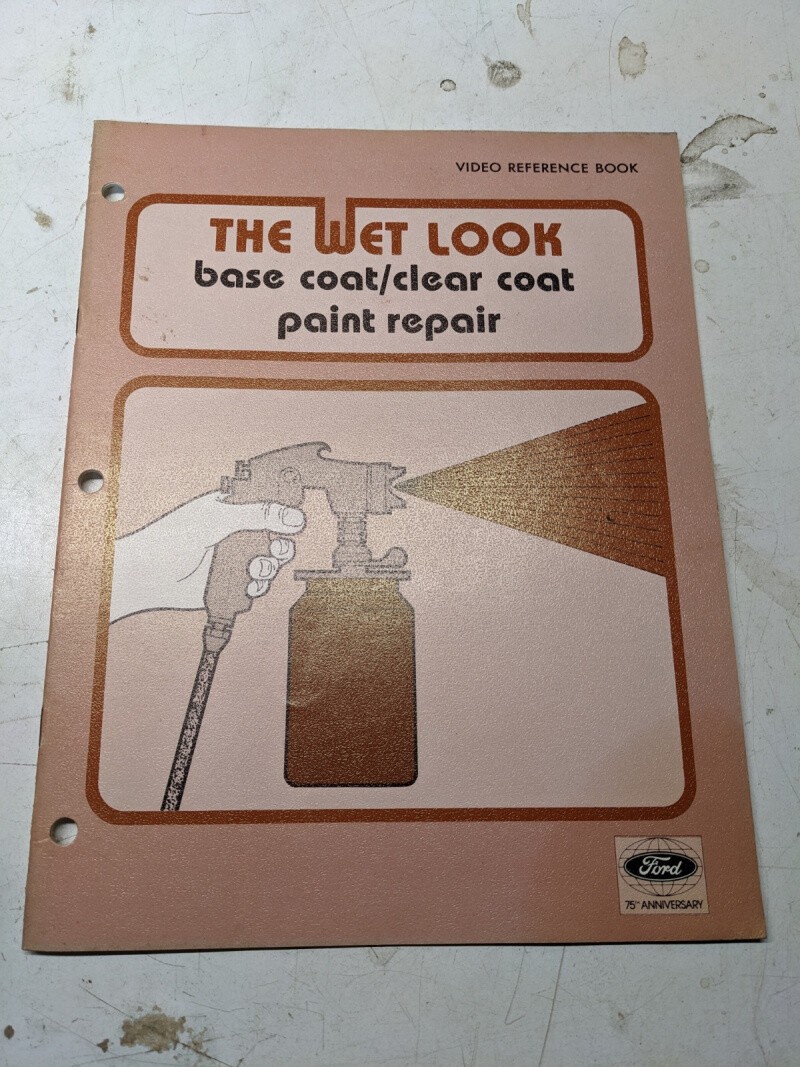 VIDEO REFERENCE BOOK
THE WET LOOK
base coat/clear coat
paint repair
Ford
75TH ANNIVERSARY